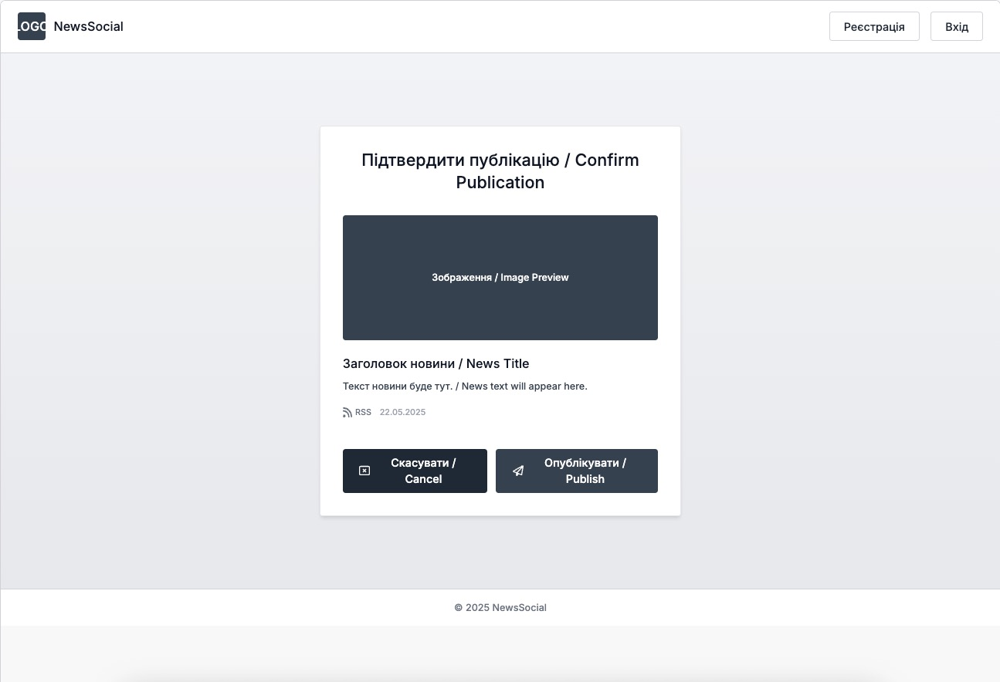 LOGO NewsSocial Реєстрація Вхід
Підтвердити публікацію / Confirm
Publication
Зображення / Image Preview
Заголовок новини / News Title
Текст новини буде тут. / News text will appear here.
RSS 22.05.2025
Скасувати /
Cancel
Опублікувати /
Publish
© 2025 NewsSocial